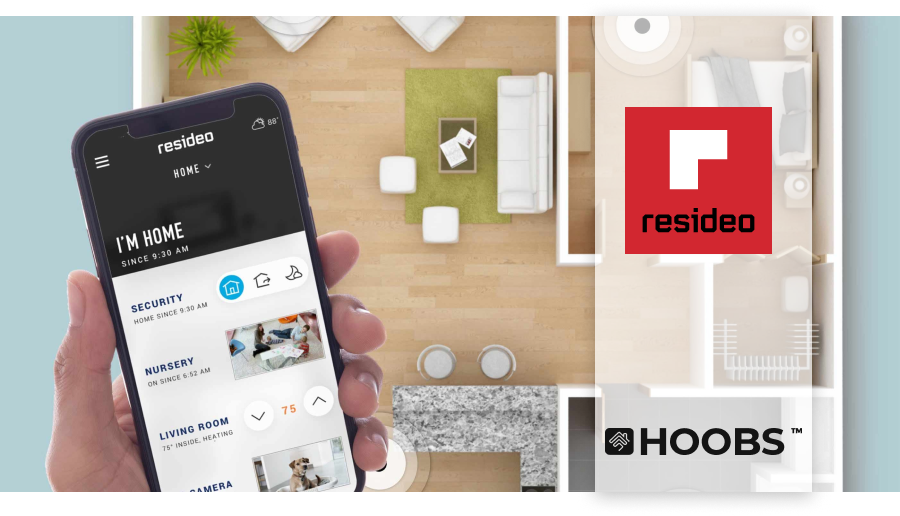 resideo
88°
HOME
I'M HOME
SINCE 9:30 AM
SECURITY
HOME SINCE 9:30 AM
NURSERY
ON SINCE 6:52 AM
LIVING ROOM
75° INSIDE, HEATING
75
CAMERA
resideo
HOOBS™